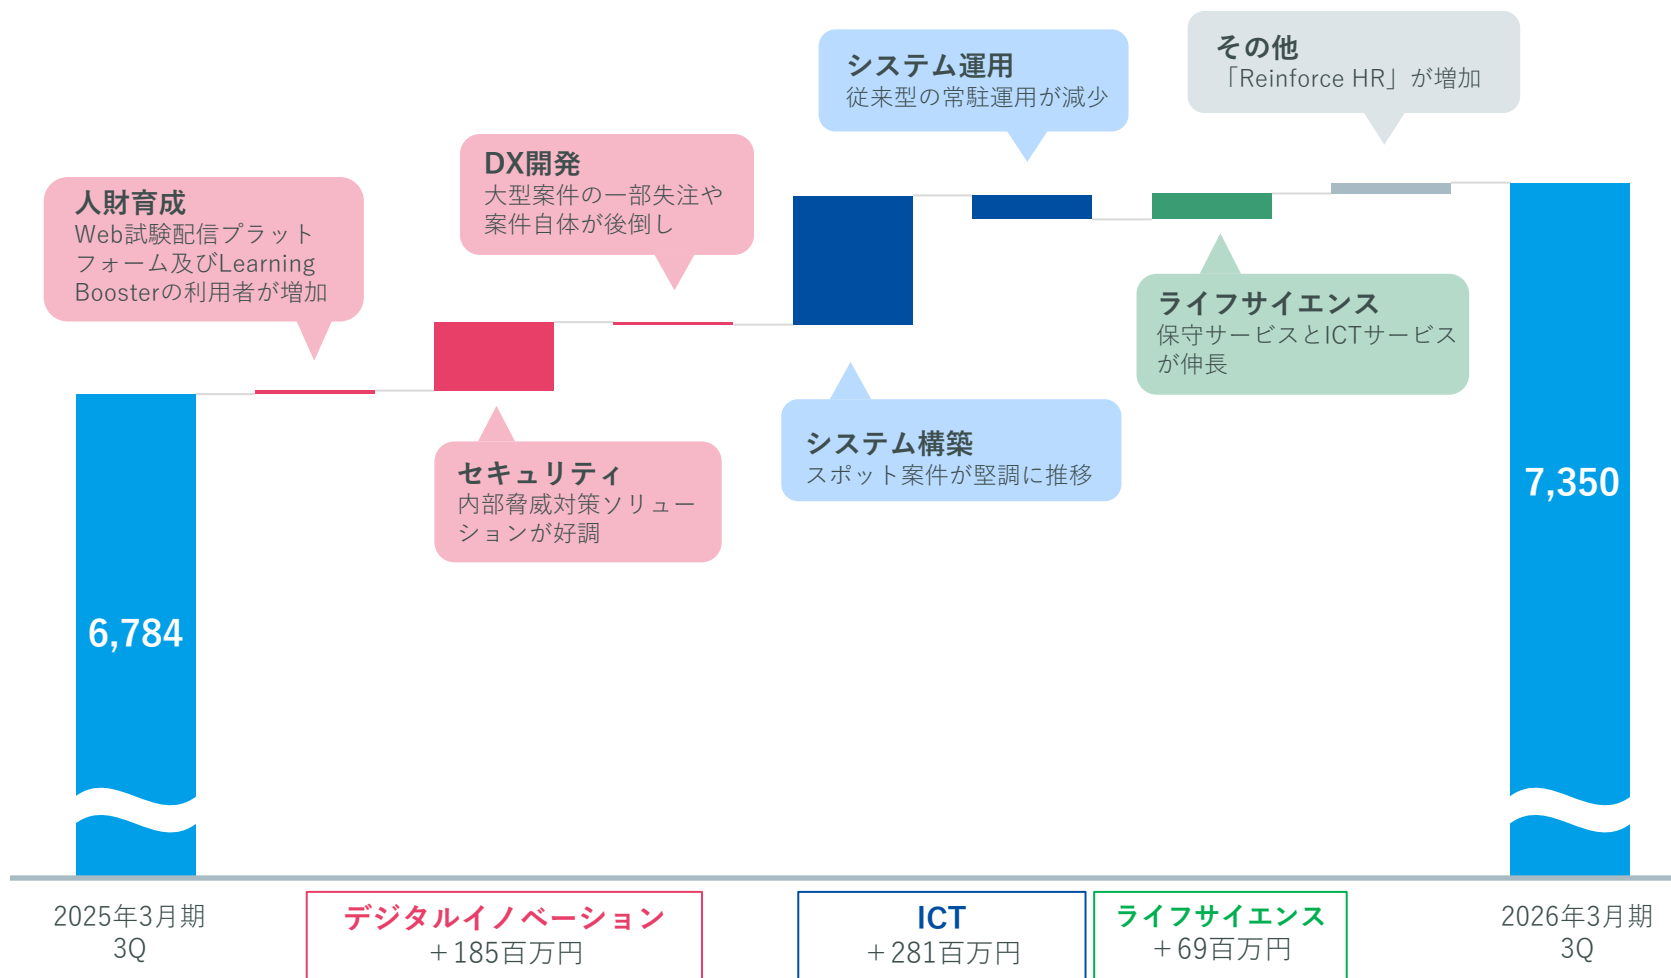 人財育成
Web試験配信プラット
フォーム及びLearning
Boosterの利用者が増加
DX開発
大型案件の一部失注や
案件自体が後倒し
システム運用
従来型の常駐運用が減少
その他
「Reinforce HR」が増加
セキュリティ
内部脅威対策ソリュー
ションが好調
システム構築
スポット案件が堅調に推移
ライフサイエンス
保守サービスとICTサービス
が伸長
6,784
7,350
2025年3月期
3Q
デジタルイノベーション
＋185百万円
ICT
＋281百万円
ライフサイエンス
＋69百万円
2026年3月期
3Q